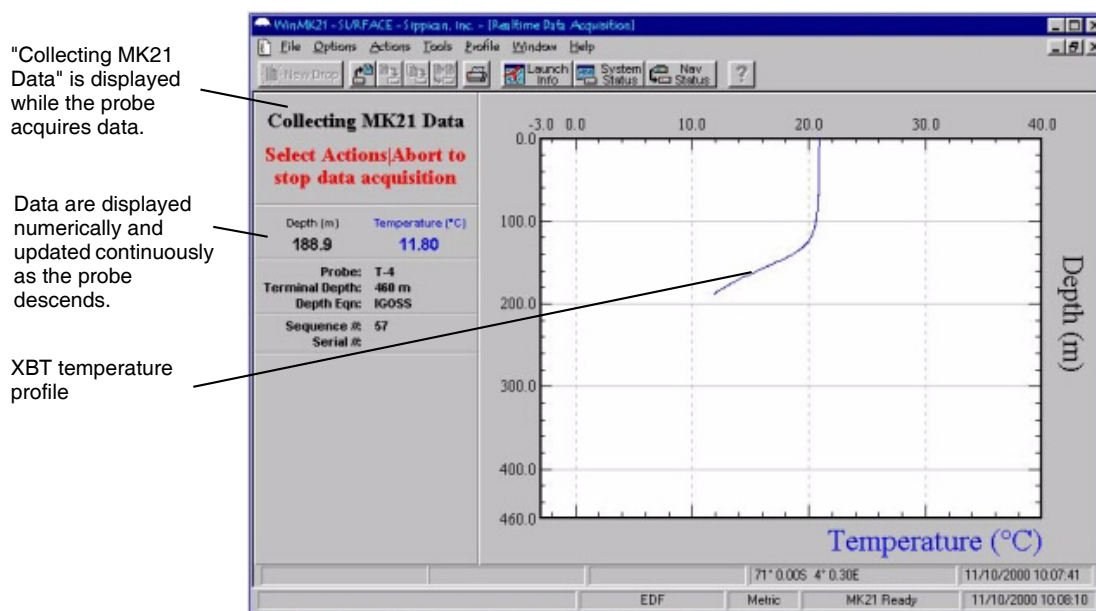 "Collecting MK21
Data" is displayed
while the probe
acquires data.
Data are displayed
numerically and
updated continuously
as the probe
descends.
XBT temperature
profile
WinMK21 - SURFACE - Sippican, Inc. - [Realtime Data Acquisition]
File Options Actions Tools Profile Window Help
New Drop
Launch
Info
System
Status
Nav
Status
?
Collecting MK21 Data
Select Actions|Abort to
stop data acquisition
Depth (m) Temperature (°C)
188.9 11.80
Probe: T-4
Terminal Depth: 460 m
Depth Eqn: IGOSS
Sequence #: 57
Serial #:
-3.0 0.0 10.0 20.0 30.0 40.0
0.0
100.0
200.0
300.0
400.0
460.0
Depth (m)
Temperature (°C)
71° 0.00S 4° 0.30E 11/10/2000 10:07:41
EDF Metric MK21 Ready 11/10/2000 10:08:10